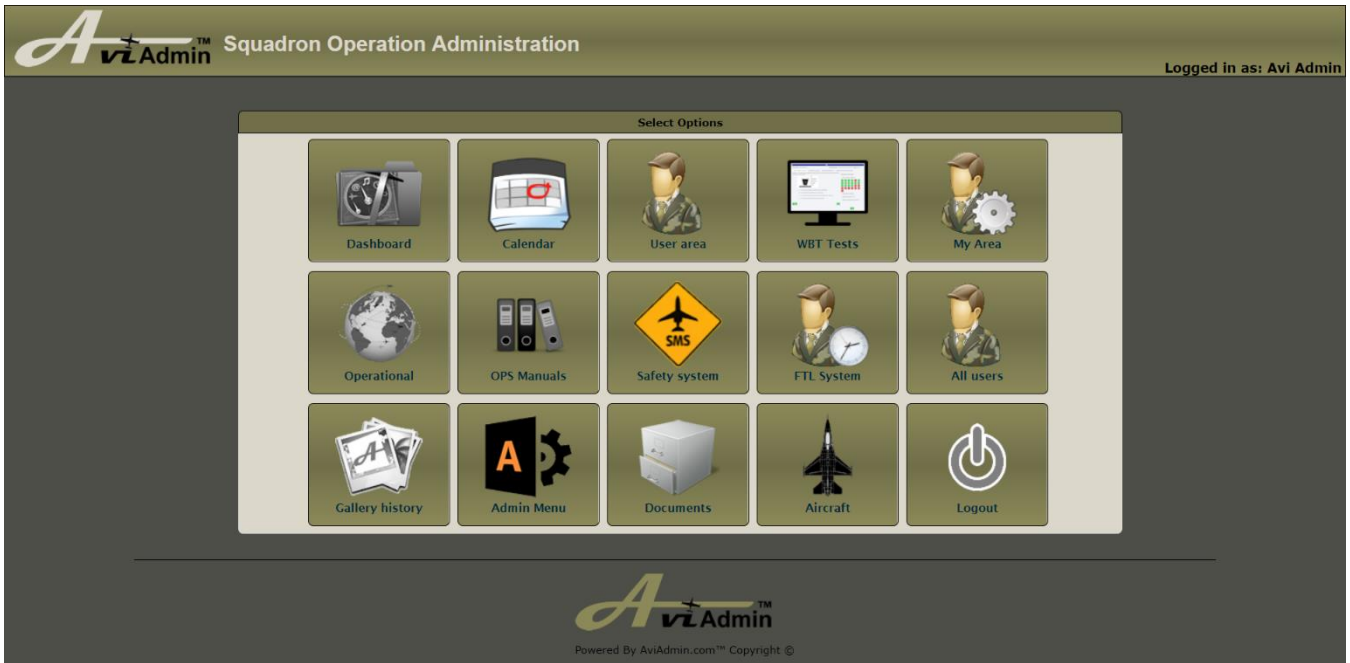 AviAdmin™ Squadron Operation Administration
Logged in as: Avi Admin
Select Options
Dashboard Calendar User area WBT Tests My Area
SMS
Operational OPS Manuals Safety system FTL System All users
A
Gallery history Admin Menu Documents Aircraft Logout
AviAdmin™
Powered By AviAdmin.com™ Copyright ©